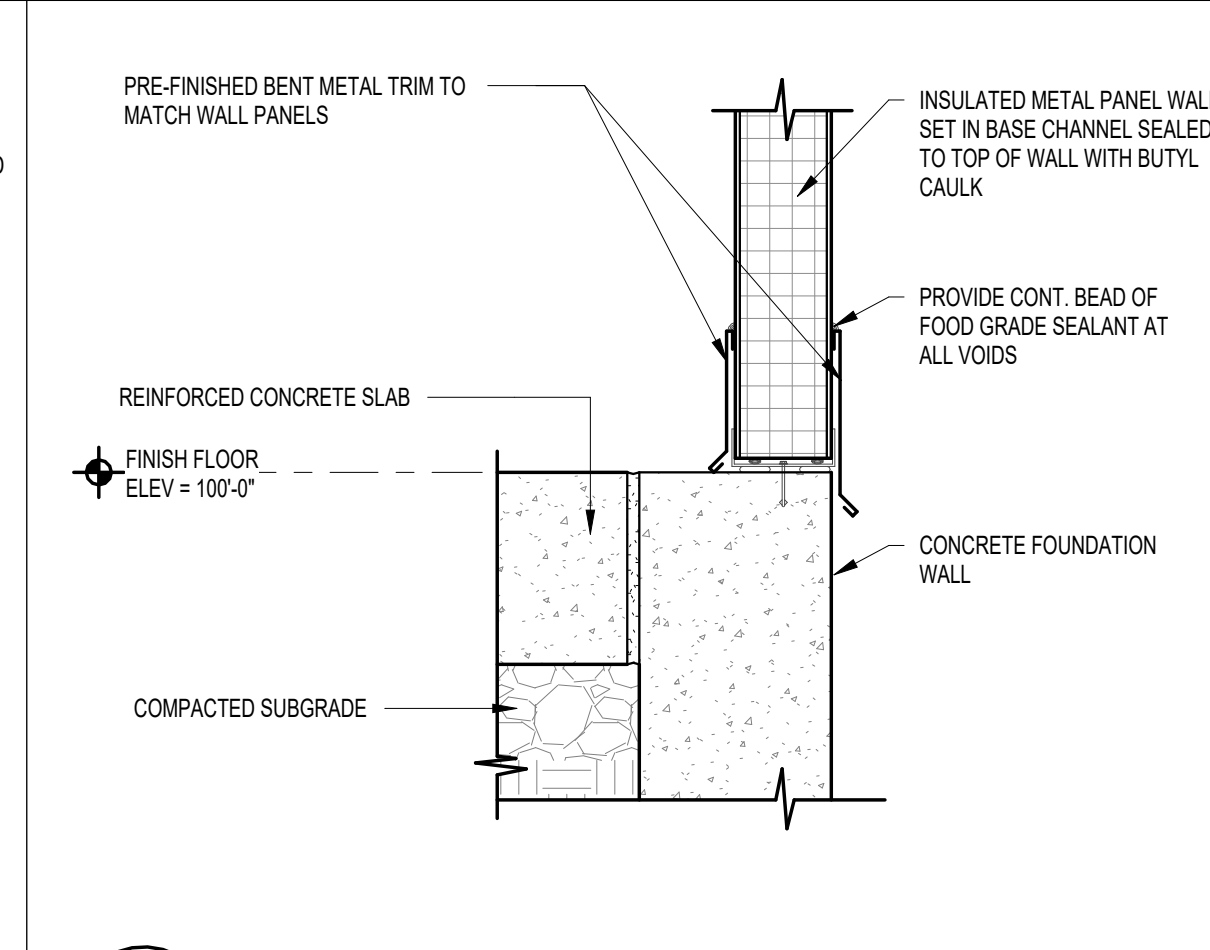 PRE-FINISHED BENT METAL TRIM TO
MATCH WALL PANELS
INSULATED METAL PANEL WALL
SET IN BASE CHANNEL SEALED
TO TOP OF WALL WITH BUTYL
CAULK
PROVIDE CONT. BEAD OF
FOOD GRADE SEALANT AT
ALL VOIDS
REINFORCED CONCRETE SLAB
FINISH FLOOR
ELEV = 100'-0"
CONCRETE FOUNDATION
WALL
COMPACTED SUBGRADE